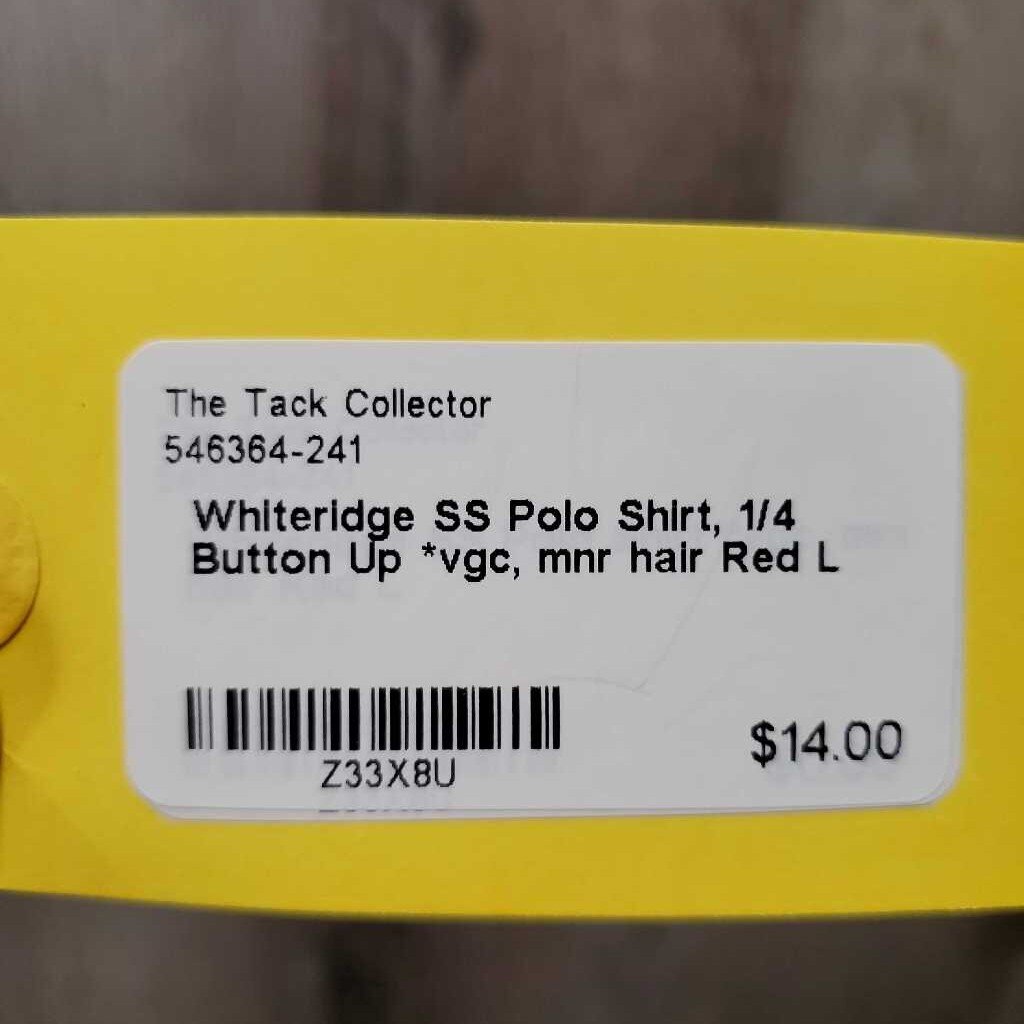 The Tack Collector
546364-241
Whiteridge SS Polo Shirt, 1/4
Button Up *vgc, mnr hair Red L
Z33X8U
$14.00